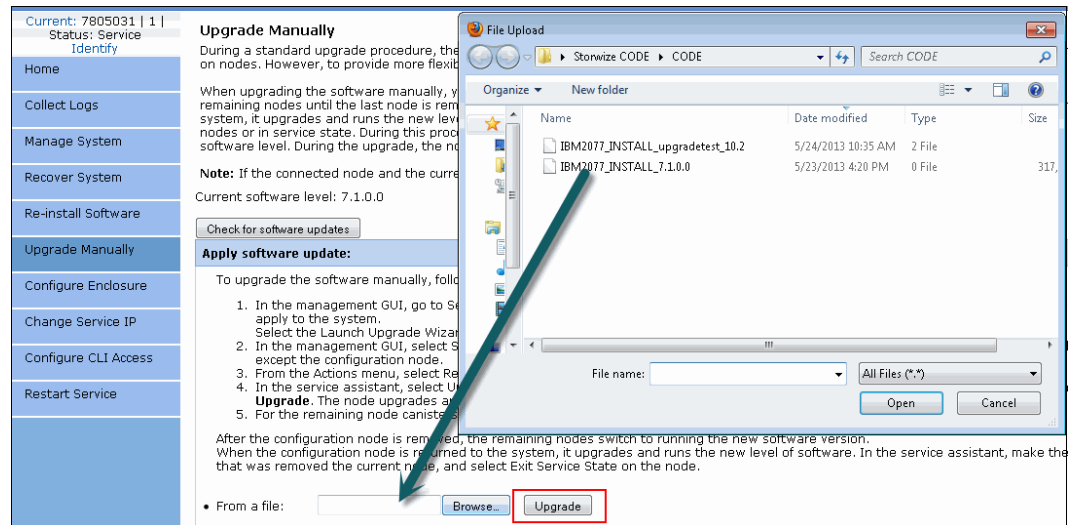 Current: 7805031 | 1 |
Status: Service
Identify
Home
Collect Logs
Manage System
Recover System
Re-install Software
Upgrade Manually
Configure Enclosure
Change Service IP
Configure CLI Access
Restart Service
Upgrade Manually
During a standard upgrade procedure, the
on nodes. However, to provide more flexib
When upgrading the software manually, y
remaining nodes until the last node is rem
system, it upgrades and runs the new leve
nodes or in service state. During this proc
software level. During the upgrade, the no
Note: If the connected node and the curre
Current software level: 7.1.0.0
Check for software updates
Apply software update:
To upgrade the software manually, follo
1. In the management GUI, go to Se
apply to the system.
Select the Launch Upgrade Wizar
2. In the management GUI, select S
except the configuration node.
3. From the Actions menu, select Re
4. In the service assistant, select U
Upgrade. The node upgrades a
5. For the remaining node caniste
After the configuration node is removed, the remaining nodes switch to running the new software version.
When the configuration node is returned to the system, it upgrades and runs the new level of software. In the service assistant, make the
that was removed the current node, and select Exit Service State on the node.
• From a file:
Browse...
Upgrade
File Upload
Storwize CODE
CODE
Search CODE
Organize
New folder
Name
Date modified
Type
Size
IBM2077_INSTALL_upgradetest_10.2
5/24/2013 10:35 AM
2 File
IBM2077_INSTALL_7.1.0.0
5/23/2013 4:20 PM
0 File
317,
File name:
All Files (*.*)
Open
Cancel